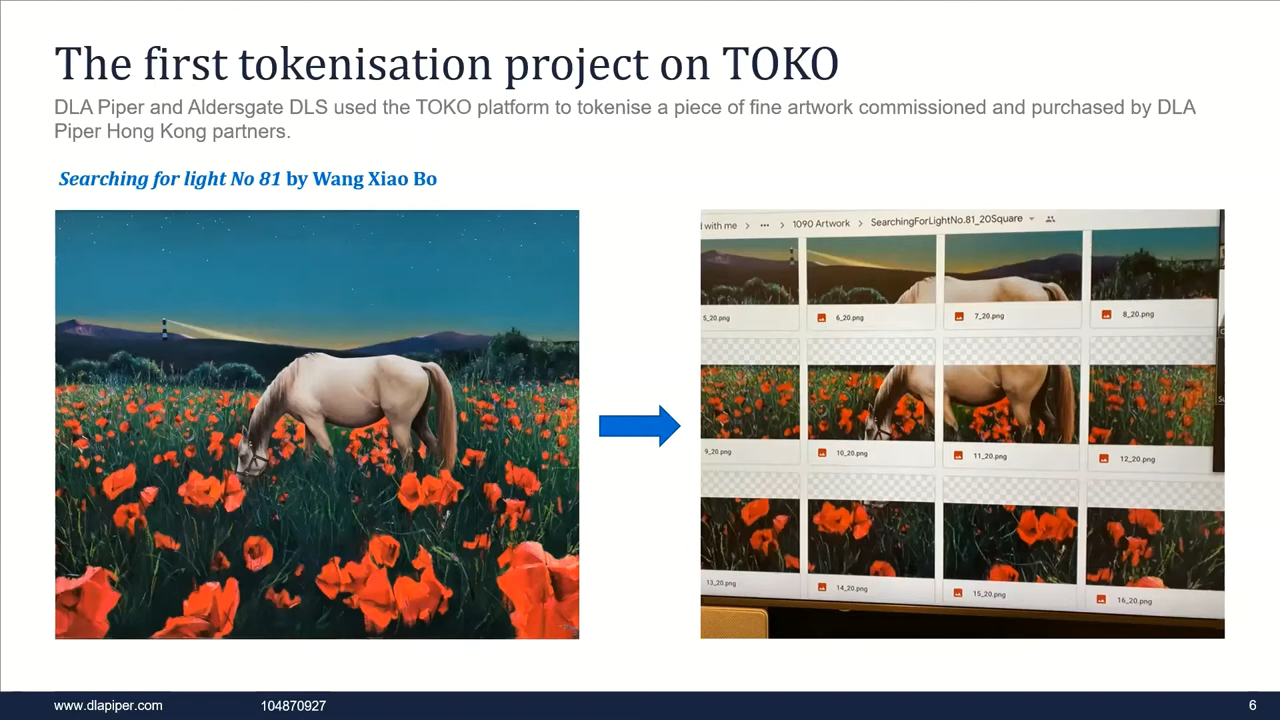 The first tokenisation project on TOKO
DLA Piper and Aldersgate DLS used the TOKO platform to tokenise a piece of fine artwork commissioned and purchased by DLA
Piper Hong Kong partners.
Searching for light No 81 by Wang Xiao Bo
d with me > ··· > 1090 Artwork > SearchingForLightNo.81_20Square
5_20.png 6_20.png 7_20.png 8_20.png
9_20.png 10_20.png 11_20.png 12_20.png
13_20.png 14_20.png 15_20.png 16_20.png
www.dlapiper.com 104870927 6